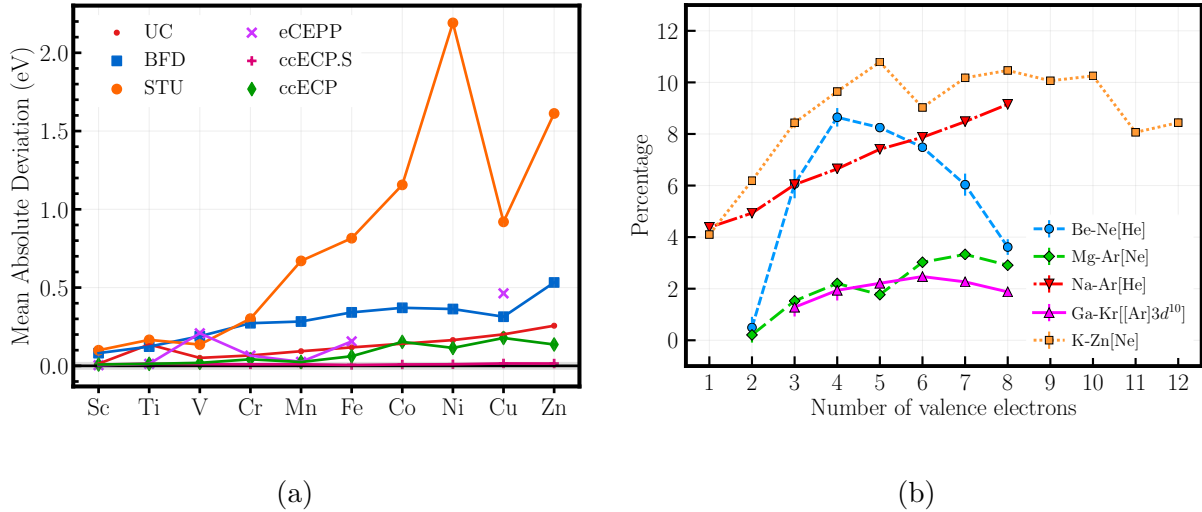 Mean Absolute Deviation (eV)
2.0
1.5
1.0
0.5
0.0
UC
BFD
STU
eCEPP
ccECP.S
ccECP
Sc Ti V Cr Mn Fe Co Ni Cu Zn
(a)
Percentage
12
10
8
6
4
2
0
Be-Ne[He]
Mg-Ar[Ne]
Na-Ar[He]
Ga-Kr[[Ar]3d¹⁰]
K-Zn[Ne]
1 2 3 4 5 6 7 8 9 10 11 12
Number of valence electrons
(b)